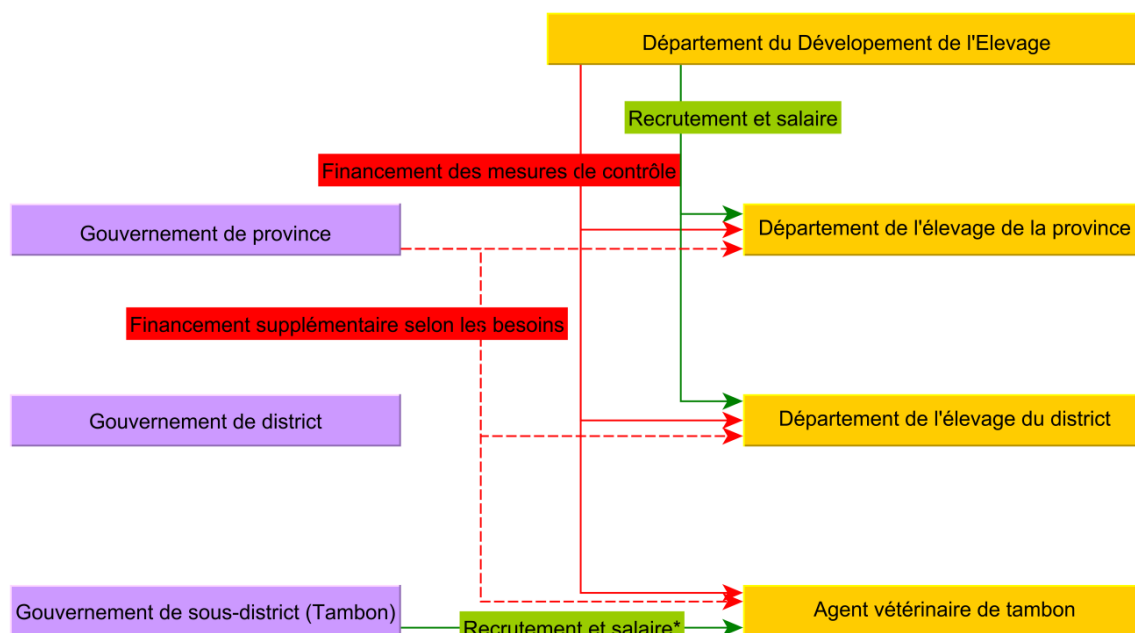 Département du Dévelopement de l'Elevage
Recrutement et salaire
Financement des mesures de contrôle
Gouvernement de province
Département de l'élevage de la province
Financement supplémentaire selon les besoins
Gouvernement de district
Département de l'élevage du district
Gouvernement de sous-district (Tambon)
Recrutement et salaire*
Agent vétérinaire de tambon